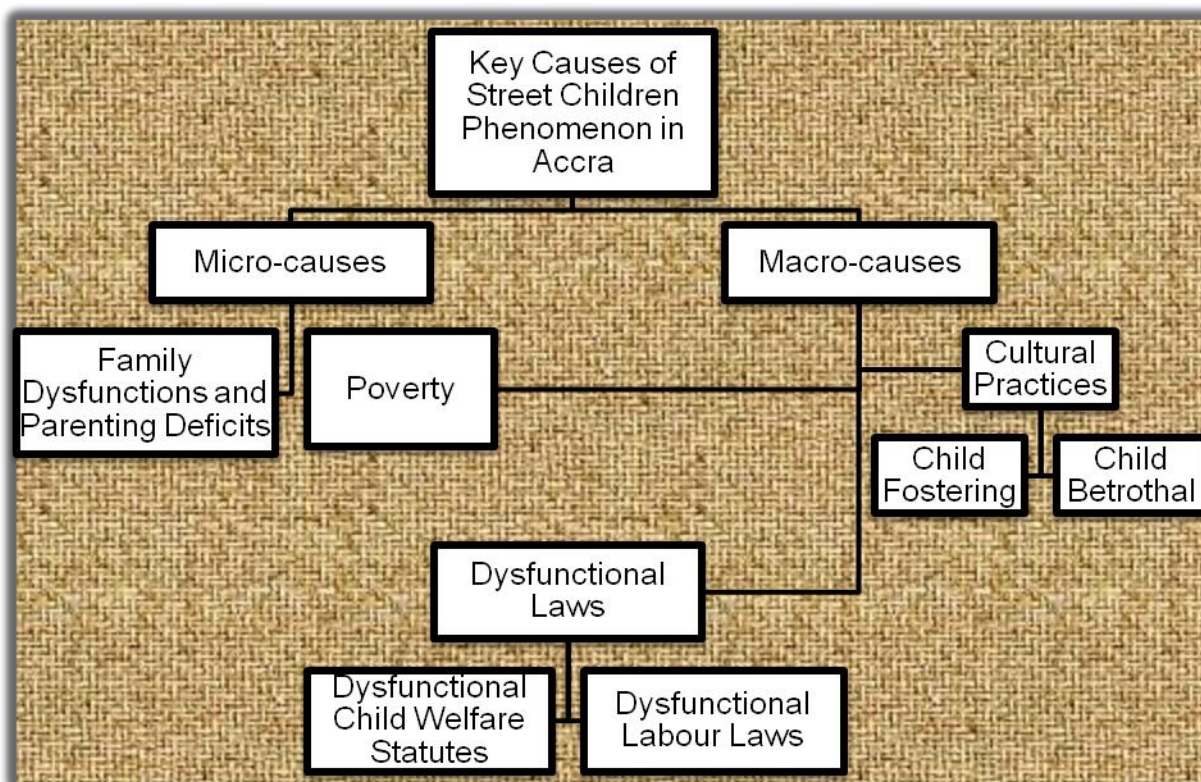 Key Causes of
Street Children
Phenomenon in
Accra
Micro-causes
Macro-causes
Family
Dysfunctions and
Parenting Deficits
Poverty
Cultural
Practices
Child
Fostering
Child
Betrothal
Dysfunctional
Laws
Dysfunctional
Child Welfare
Statutes
Dysfunctional
Labour Laws